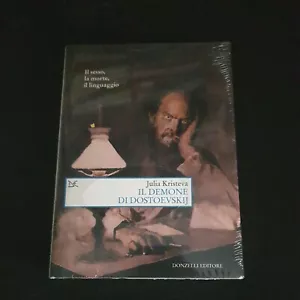 Il sesso,
la morte,
il linguaggio
Julia Kristeva
IL DEMONE
DI DOSTOEVSKIJ
DONZELLI EDITORE